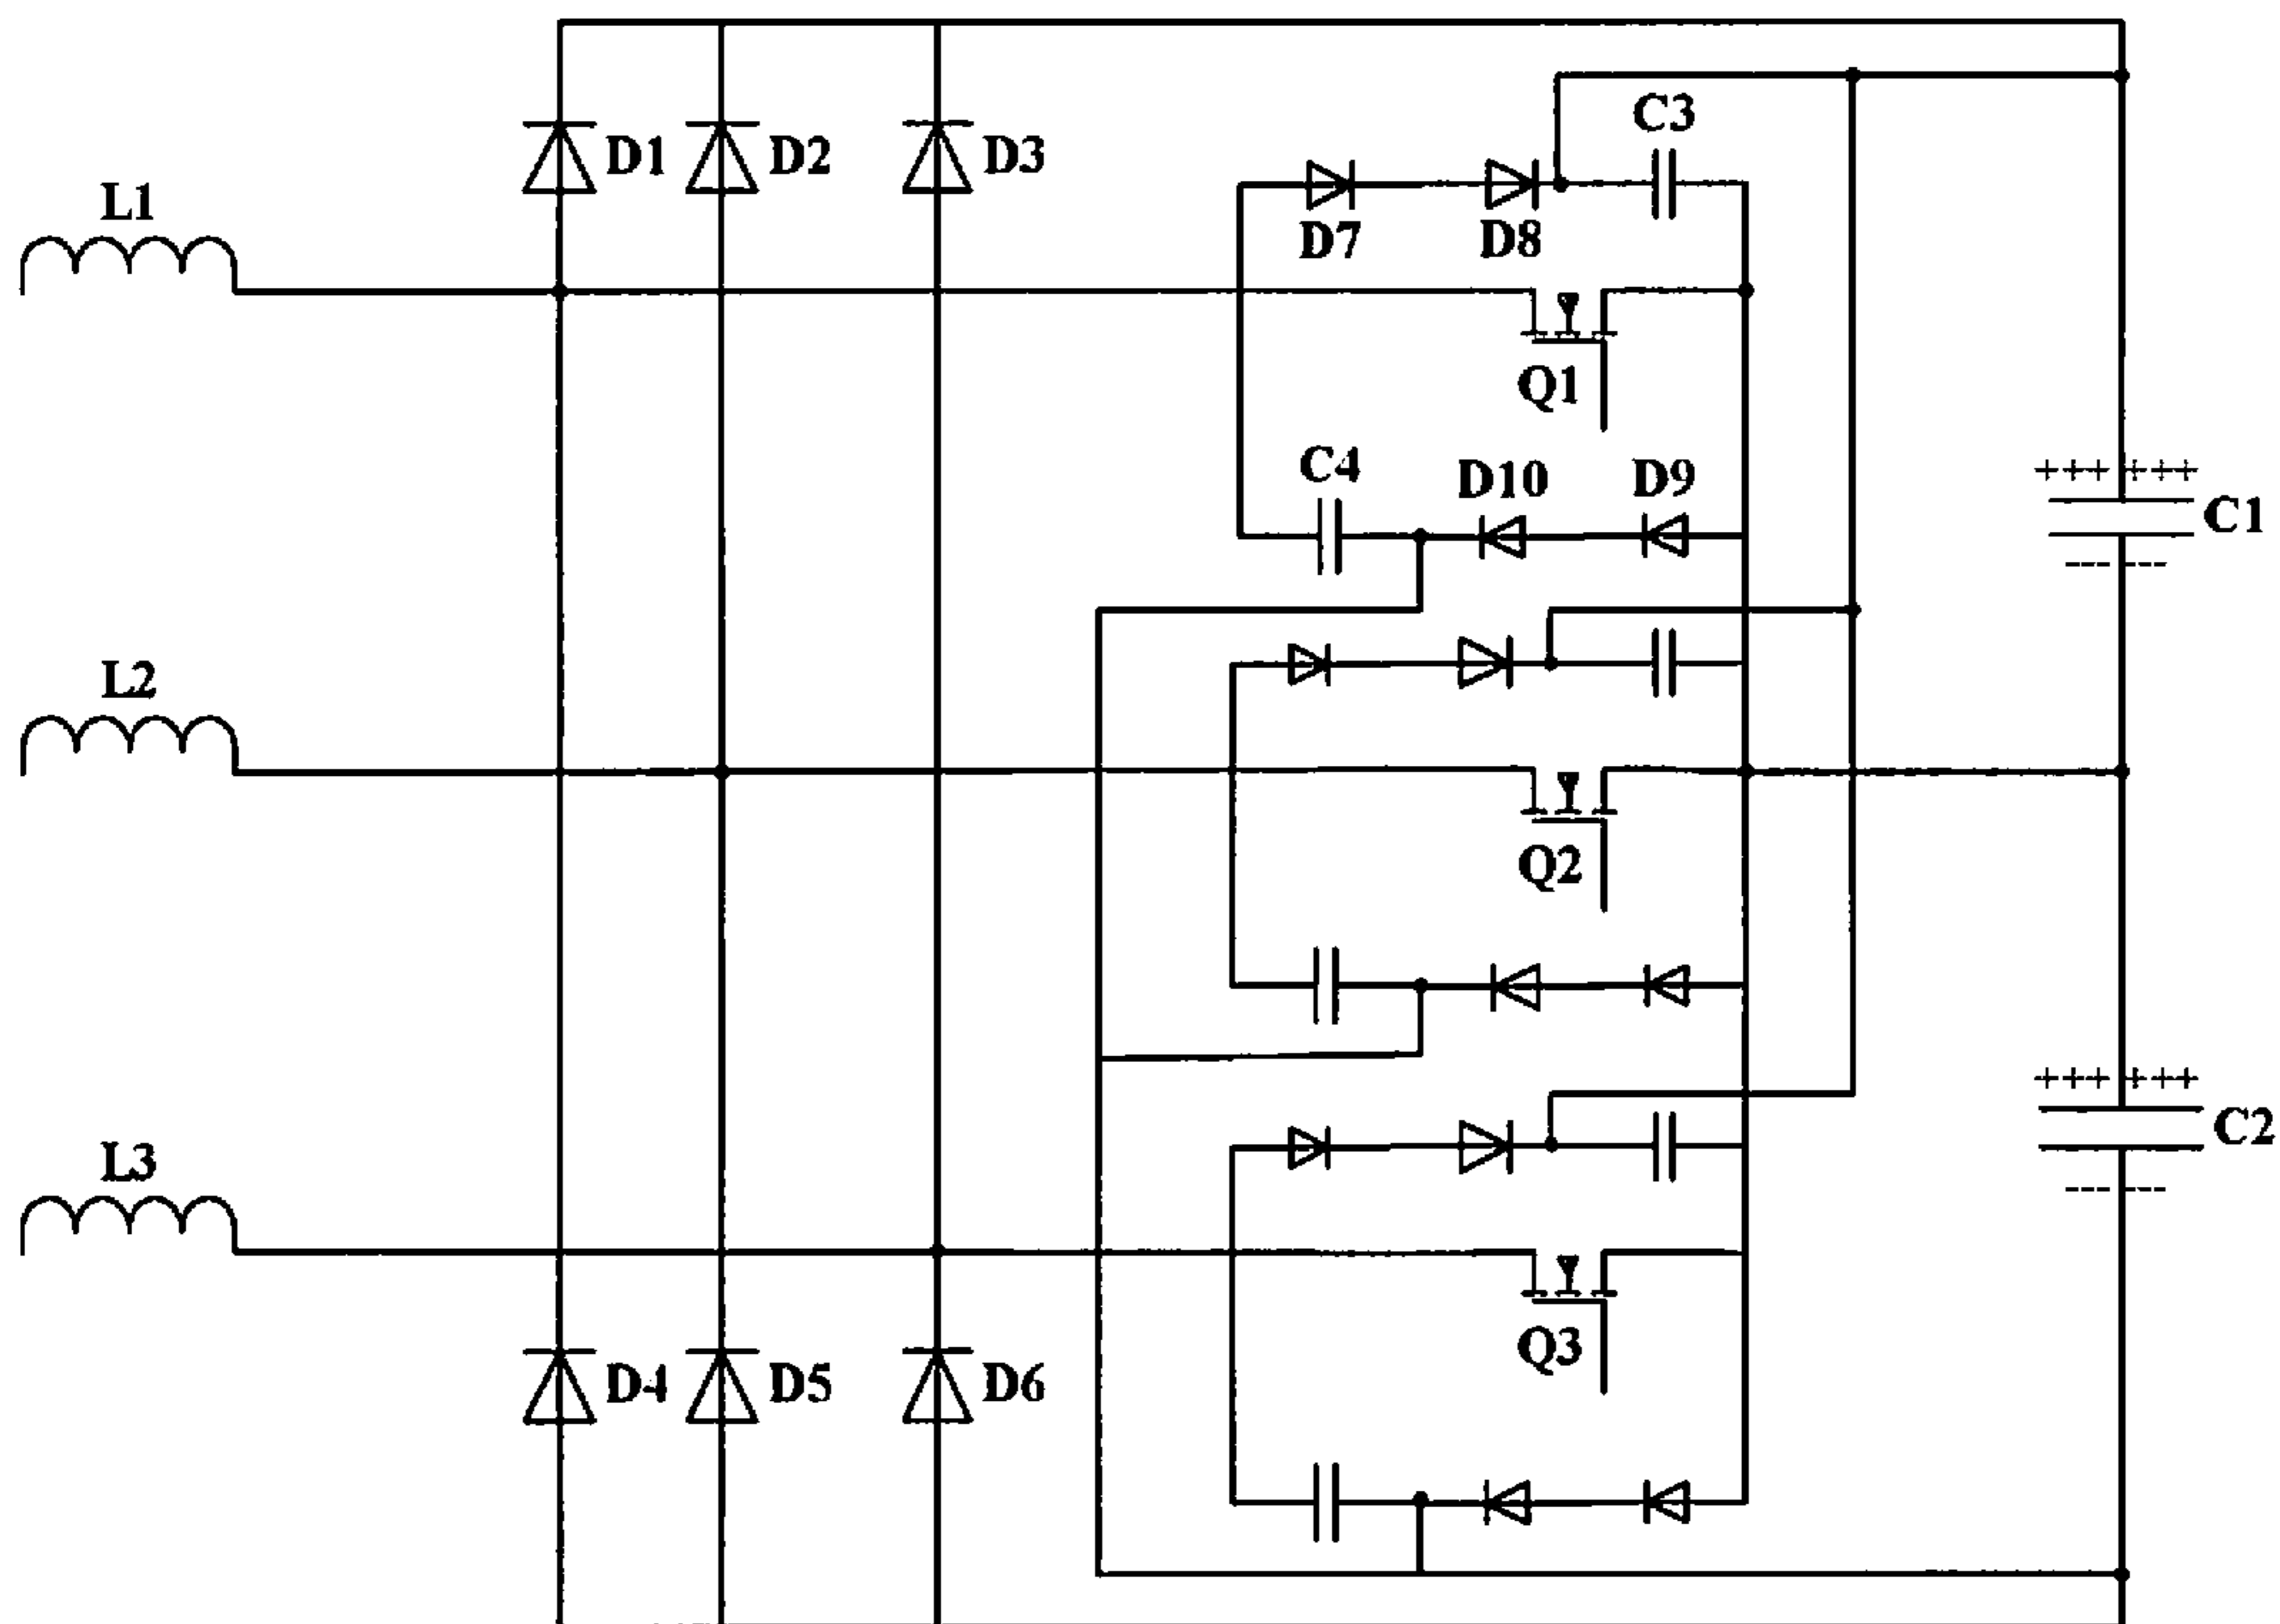 D1 D2 D3 C3
L1
D7 D8
Q1
C4 D10 D9
+++ +++
C1
--- ---
L2
Q2
+++ +++
C2
L3
--- ---
Q3
D4 D5 D6